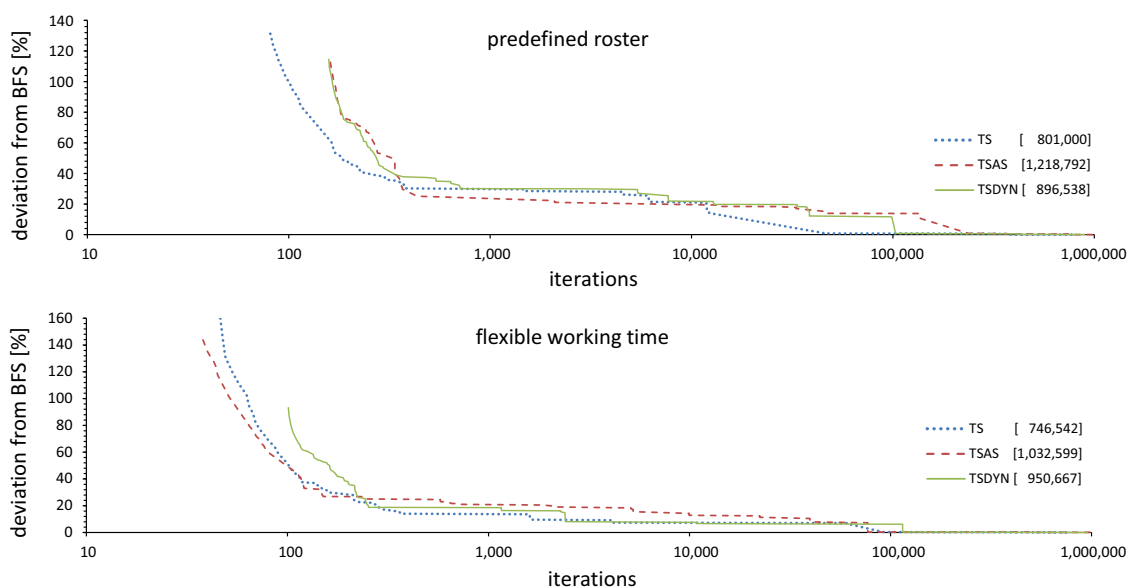 predefined roster
deviation from BFS [%]
140
120
100
80
60
40
20
0
TS [ 801,000]
TSAS [1,218,792]
TSDYN [ 896,538]
10 100 1,000 10,000 100,000 1,000,000
iterations
flexible working time
deviation from BFS [%]
160
140
120
100
80
60
40
20
0
TS [ 746,542]
TSAS [1,032,599]
TSDYN [ 950,667]
10 100 1,000 10,000 100,000 1,000,000
iterations